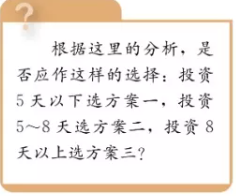 ?
根据这里的分析，是
否应作这样的选择：投资
5天以下选方案一，投资
5~8天选方案二，投资8
天以上选方案三？